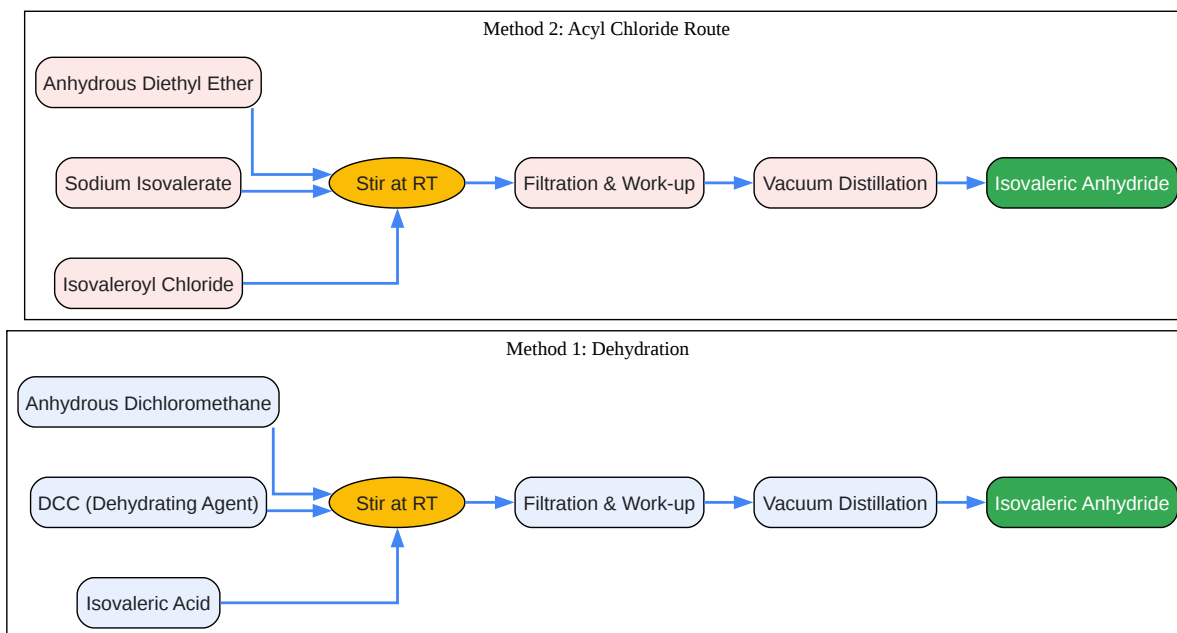 Method 2: Acyl Chloride Route
Anhydrous Diethyl Ether
Sodium Isovalerate
Isovaleroyl Chloride
Stir at RT
Filtration & Work-up
Vacuum Distillation
Isovaleric Anhydride
Method 1: Dehydration
Anhydrous Dichloromethane
DCC (Dehydrating Agent)
Isovaleric Acid
Stir at RT
Filtration & Work-up
Vacuum Distillation
Isovaleric Anhydride